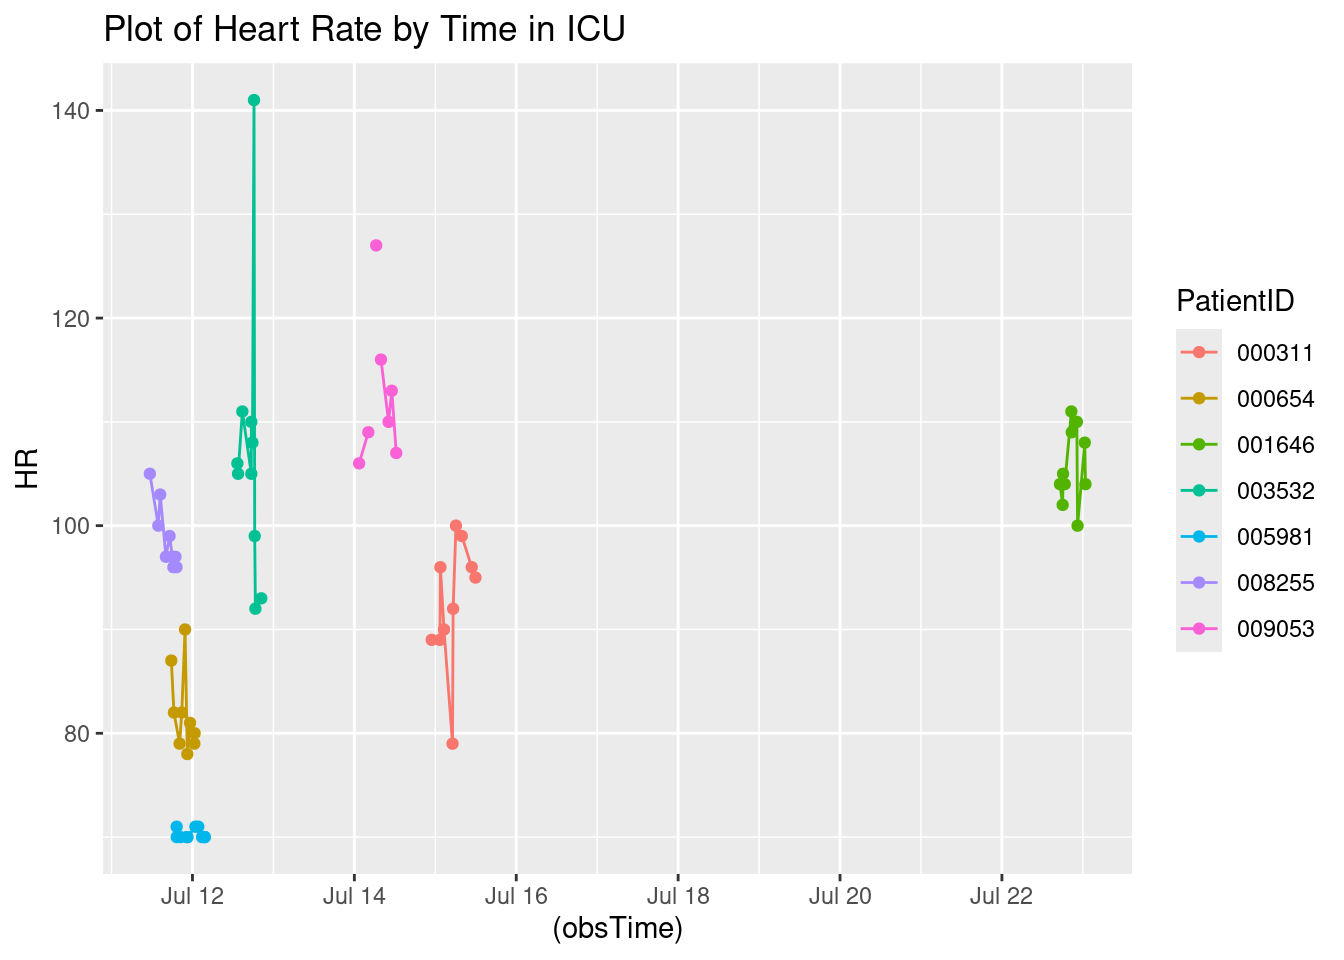 Plot of Heart Rate by Time in ICU
140
120
100
80
HR
Jul 12
Jul 14
Jul 16
Jul 18
Jul 20
Jul 22
(obsTime)
PatientID
000311
000654
001646
003532
005981
008255
009053